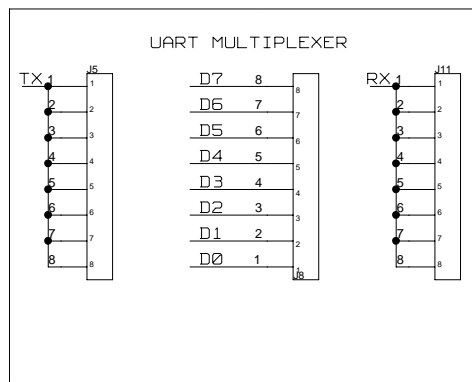 UART MULTIPLEXER
J5
TX 1 1
2 2
3 3
4 4
5 5
6 6
7 7
8 8
D7 8 8
D6 7 7
D5 6 6
D4 5 5
D3 4 4
D2 3 3
D1 2 2
D0 1 1
J8
J11
RX 1 1
2 2
3 3
4 4
5 5
6 6
7 7
8 8